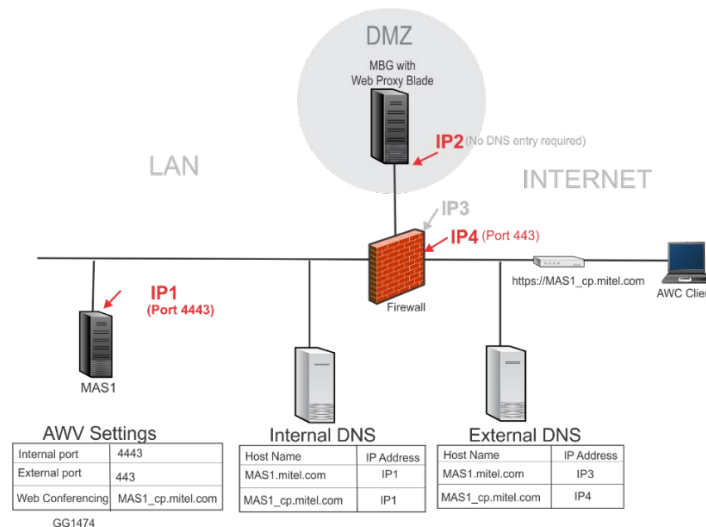 DMZ
MBG with
Web Proxy Blade
IP2 (No DNS entry required)
LAN
INTERNET
IP3
IP4 (Port 443)
IP1
(Port 4443)
Firewall
https://MAS1_cp.mitel.com
AWC Client
MAS1
AWV Settings
Internal port 4443
External port 443
Web Conferencing MAS1_cp.mitel.com
GG1474
Internal DNS
Host Name IP Address
MAS1.mitel.com IP1
MAS1_cp.mitel.com IP1
External DNS
Host Name IP Address
MAS1.mitel.com IP3
MAS1_cp.mitel.com IP4